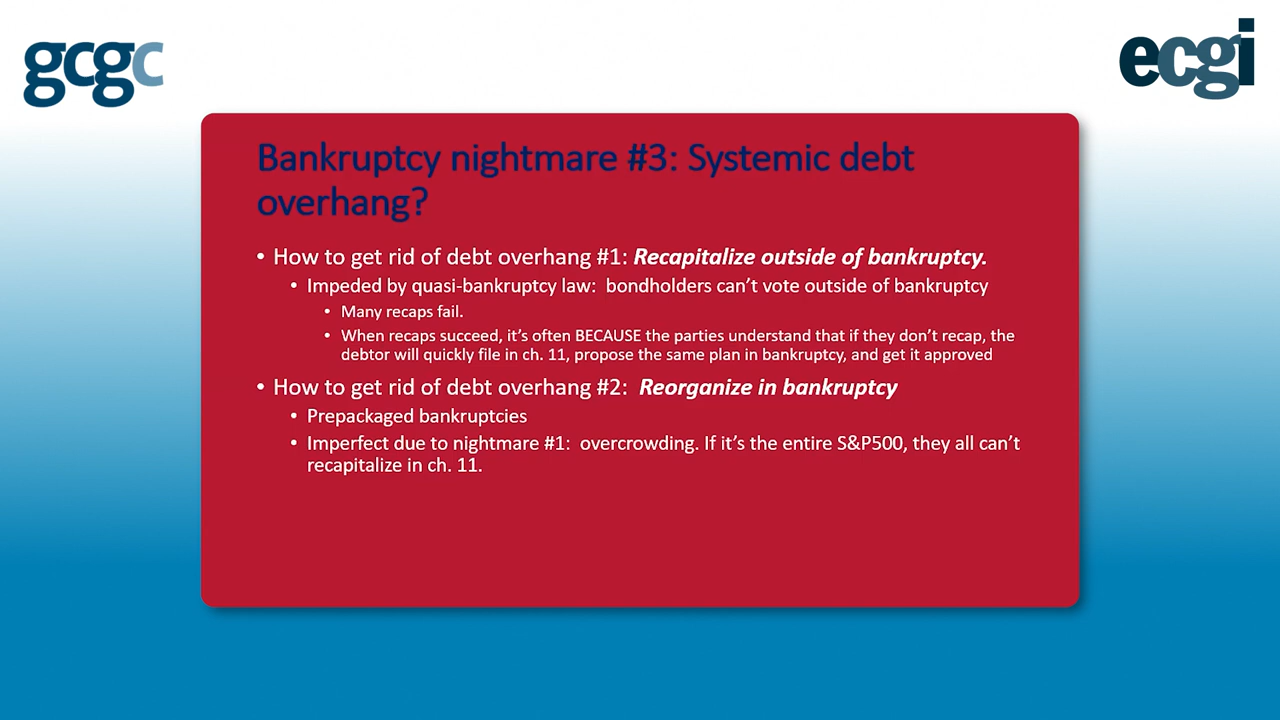 gcgc
ecgi
Bankruptcy nightmare #3: Systemic debt
overhang?
• How to get rid of debt overhang #1: Recapitalize outside of bankruptcy.
• Impeded by quasi-bankruptcy law: bondholders can't vote outside of bankruptcy
• Many recaps fail.
• When recaps succeed, it's often BECAUSE the parties understand that if they don't recap, the
debtor will quickly file in ch. 11, propose the same plan in bankruptcy, and get it approved
• How to get rid of debt overhang #2: Reorganize in bankruptcy
• Prepackaged bankruptcies
• Imperfect due to nightmare #1: overcrowding. If it's the entire S&P500, they all can't
recapitalize in ch. 11.